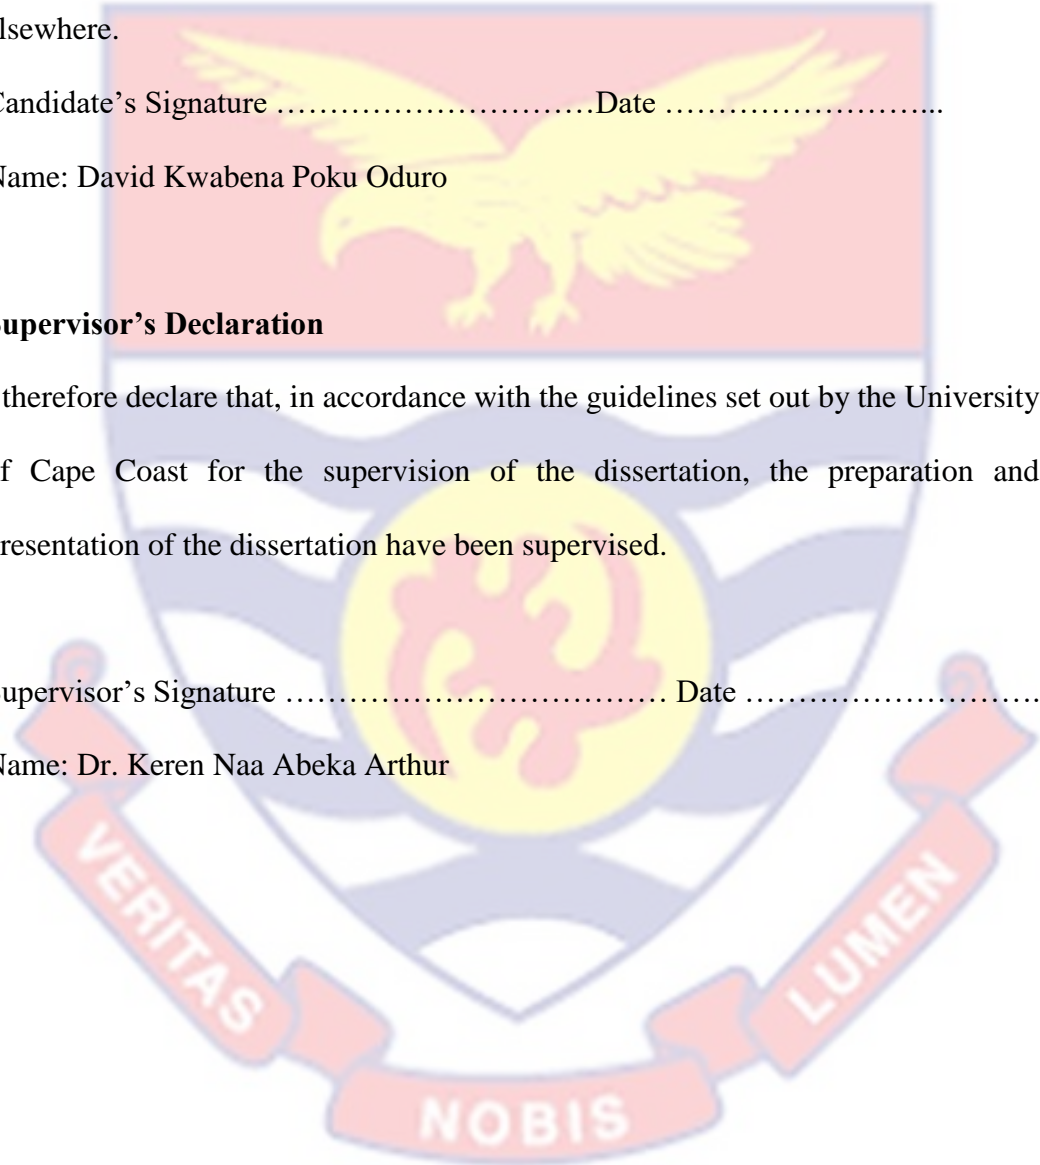 lsewhere.
Candidate’s Signature …………………………Date ……………………...
Name: David Kwabena Poku Oduro
Supervisor’s Declaration
therefore declare that, in accordance with the guidelines set out by the University
f Cape Coast for the supervision of the dissertation, the preparation and
resentation of the dissertation have been supervised.
upervisor’s Signature ……………………………… Date ……………………….
Name: Dr. Keren Naa Abeka Arthur
VERITAS
NOBIS
LUMEN